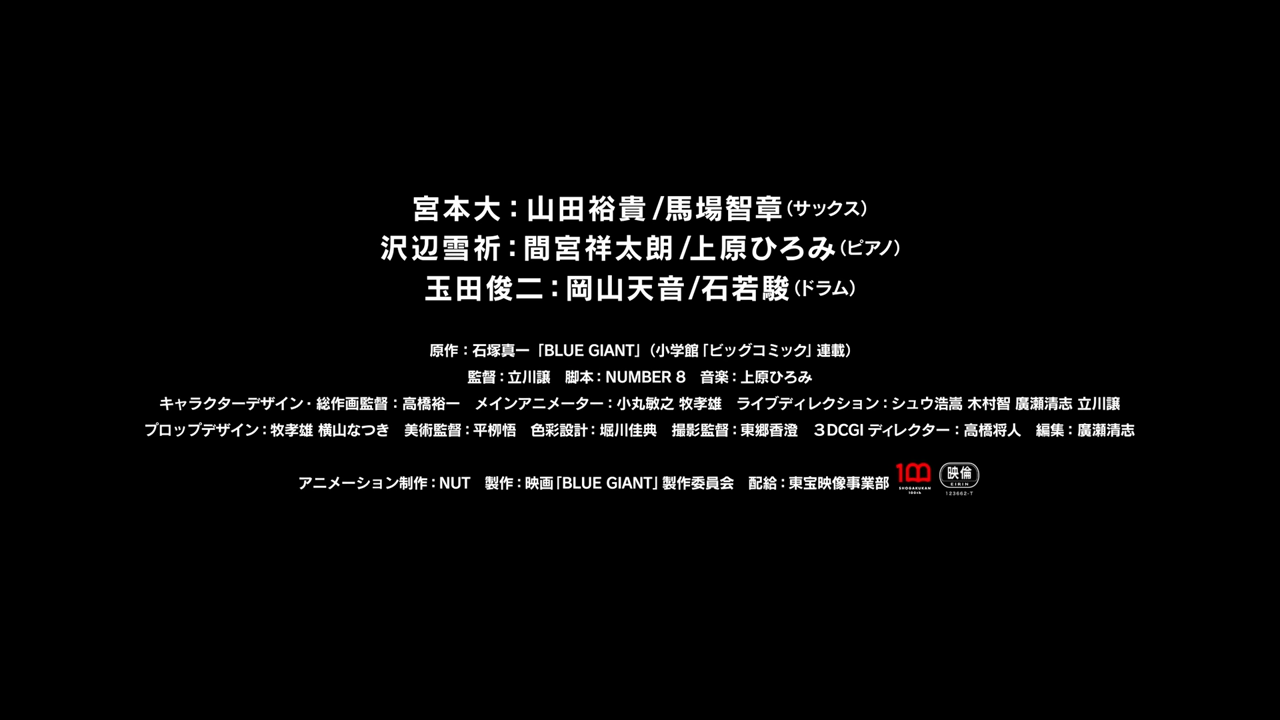 宮本大：山田裕貴/馬場智章(サックス)
沢辺雪祈：間宮祥太朗/上原ひろみ(ピアノ)
玉田俊二：岡山天音/石若駿(ドラム)
原作：石塚真一「BLUE GIANT」(小学館「ビッグコミック」連載)
監督：立川譲　脚本：NUMBER 8　音楽：上原ひろみ
キャラクターデザイン・総作画監督：高橋裕一　メインアニメーター：小丸敏之 牧孝雄　ライブディレクション：シュウ浩嵩 木村智 廣瀬清志 立川譲
プロップデザイン：牧孝雄 横山なつき　美術監督：平栁悟　色彩設計：堀川佳典　撮影監督：東郷香澄　３DCGI ディレクター：高橋将人　編集：廣瀬清志
アニメーション制作：NUT　製作：映画「BLUE GIANT」製作委員会　配給：東宝映像事業部
100
SHOGAKUKAN
100th
映倫
EIRIN
123662-T